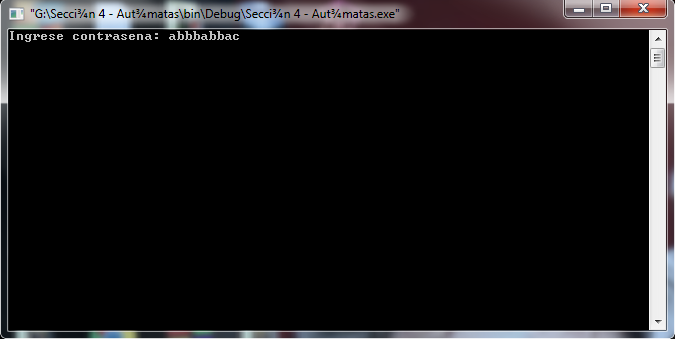 "G:\Secci¾n 4 - Aut¾matas\bin\Debug\Secci¾n 4 - Aut¾matas.exe"
Ingrese contrasena: abbbabbac